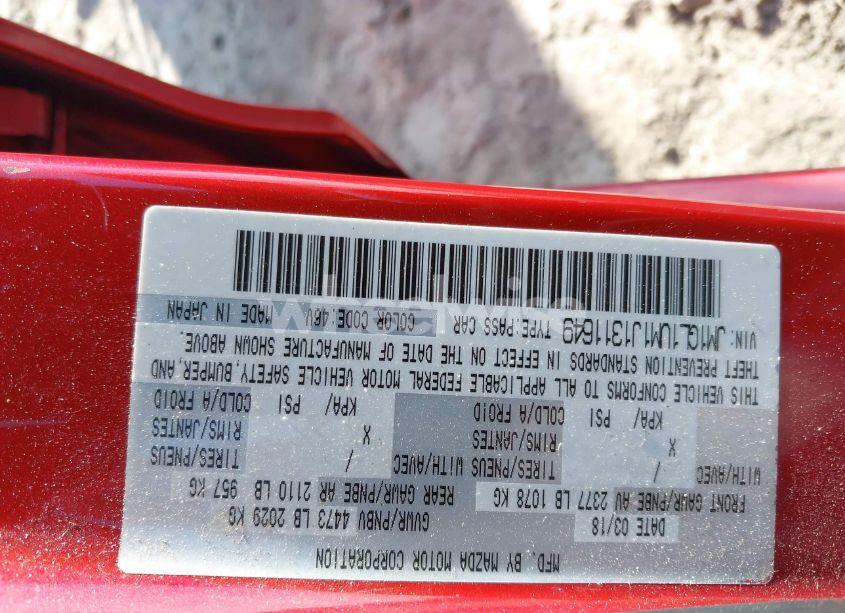 MFD. BY MAZDA MOTOR CORPORATION
DATE 03/18 GVWR/PNBV 4473 LB 2029 KG
FRONT GAWR/PNBE AV 2377 LB 1078 KG REAR GAWR/PNBE AR 2110 LB 957 KG
WITH/AVEC WITH/AVEC
TIRES/PNEUS / TIRES/PNEUS /
RIMS/JANTES X RIMS/JANTES X
COLD/A FROID KPA/ PSI COLD/A FROID KPA/ PSI
THIS VEHICLE CONFORMS TO ALL APPLICABLE FEDERAL MOTOR VEHICLE SAFETY, BUMPER, AND
THEFT PREVENTION STANDARDS IN EFFECT ON THE DATE OF MANUFACTURE SHOWN ABOVE.
VIN: JM1GL1UM1J1311649 TYPE:PASS CAR COLOR CODE:46V MADE IN JAPAN
wheelwise